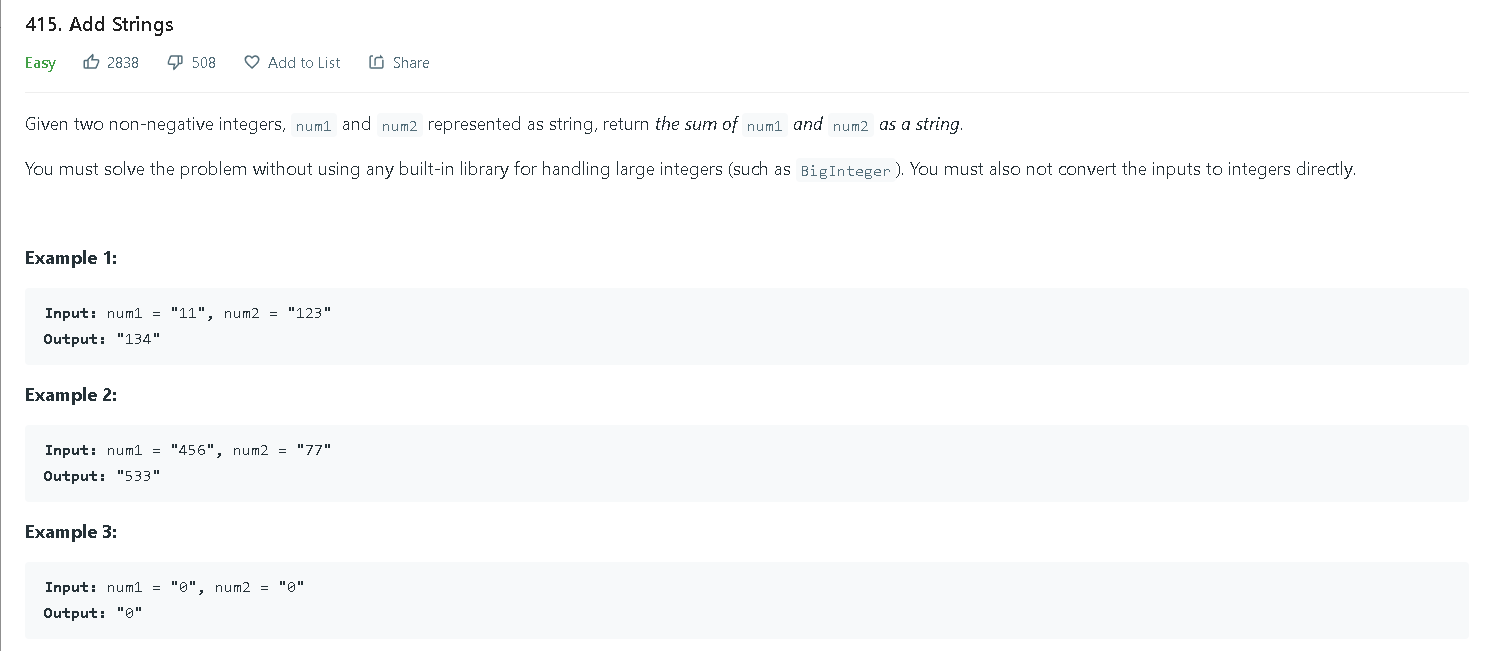 415. Add Strings
Easy 2838 508 Add to List Share
Given two non-negative integers, num1 and num2 represented as string, return the sum of num1 and num2 as a string.
You must solve the problem without using any built-in library for handling large integers (such as BigInteger). You must also not convert the inputs to integers directly.
Example 1:
Input: num1 = "11", num2 = "123"
Output: "134"
Example 2:
Input: num1 = "456", num2 = "77"
Output: "533"
Example 3:
Input: num1 = "0", num2 = "0"
Output: "0"